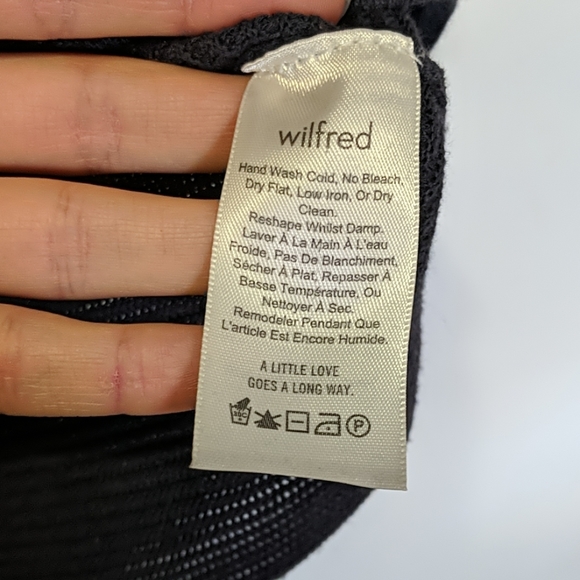 wilfred
Hand Wash Cold, No Bleach,
Dry Flat, Low Iron, Or Dry
Clean.
Reshape Whilst Damp.
Laver À La Main À L'eau
Froide, Pas De Blanchiment,
Sécher À Plat, Repasser À
Basse Température, Ou
Nettoyer À Sec.
Remodeler Pendant Que
L'article Est Encore Humide.
A LITTLE LOVE
GOES A LONG WAY.
30C P